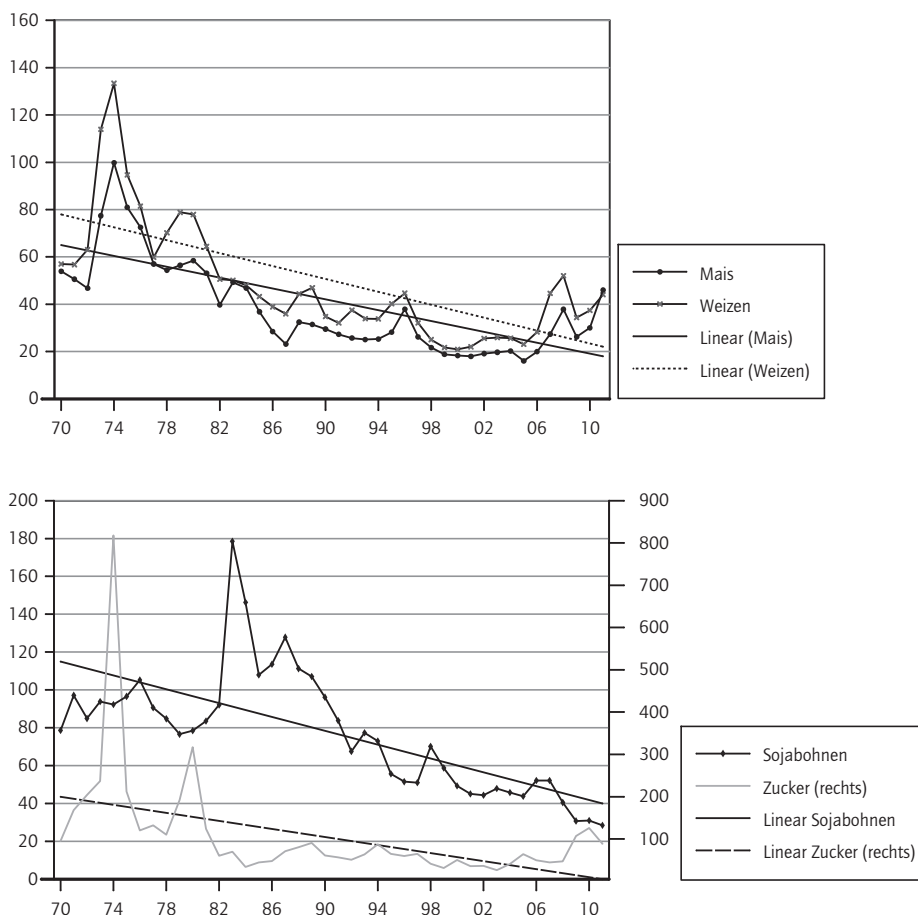 160
140
120
100
80
60
40
20
0
70 74 78 82 86 90 94 98 02 06 10
Mais
Weizen
Linear (Mais)
Linear (Weizen)
200 900
180 800
160 700
140 600
120 500
100 400
80 300
60 200
40 100
20
0
70 74 78 82 86 90 94 98 02 06 10
Sojabohnen
Zucker (rechts)
Linear Sojabohnen
Linear Zucker (rechts)